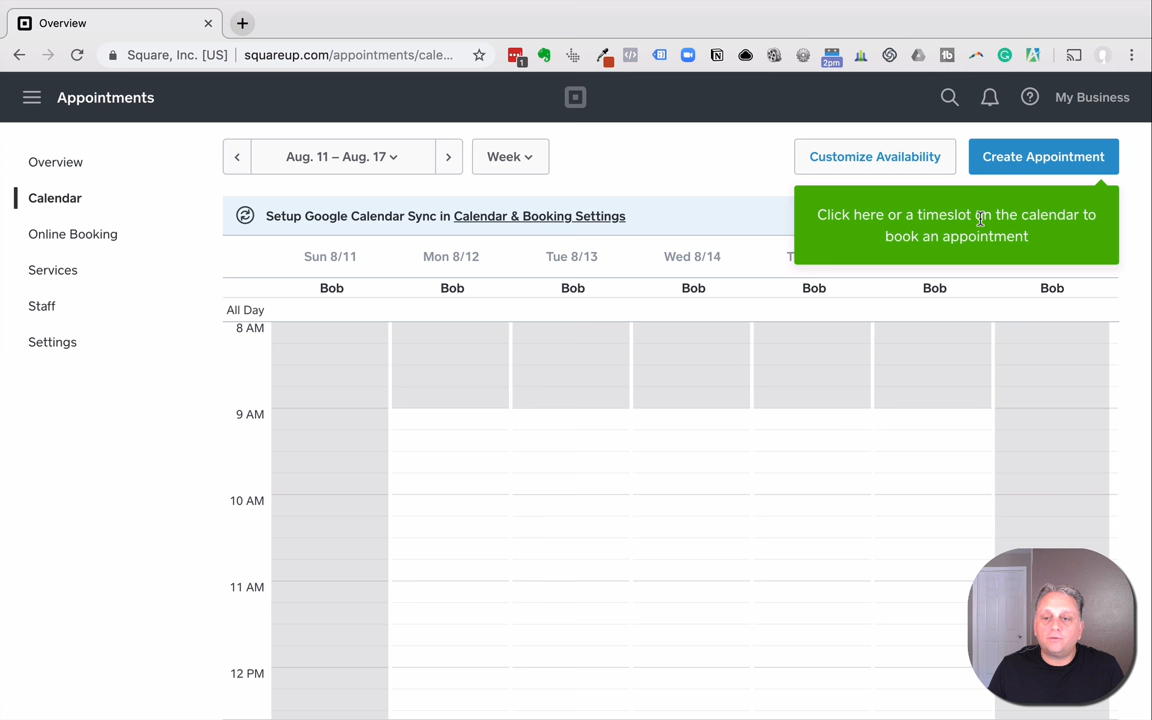 Overview
Square, Inc. [US] squareup.com/appointments/cale...
1
2pm
Appointments
My Business
Overview
Calendar
Online Booking
Services
Staff
Settings
Aug. 11 – Aug. 17
Week
Customize Availability
Create Appointment
Setup Google Calendar Sync in Calendar & Booking Settings
Click here or a timeslot on the calendar to
book an appointment
Sun 8/11 Mon 8/12 Tue 8/13 Wed 8/14
Bob Bob Bob Bob Bob Bob Bob
All Day
8 AM
9 AM
10 AM
11 AM
12 PM